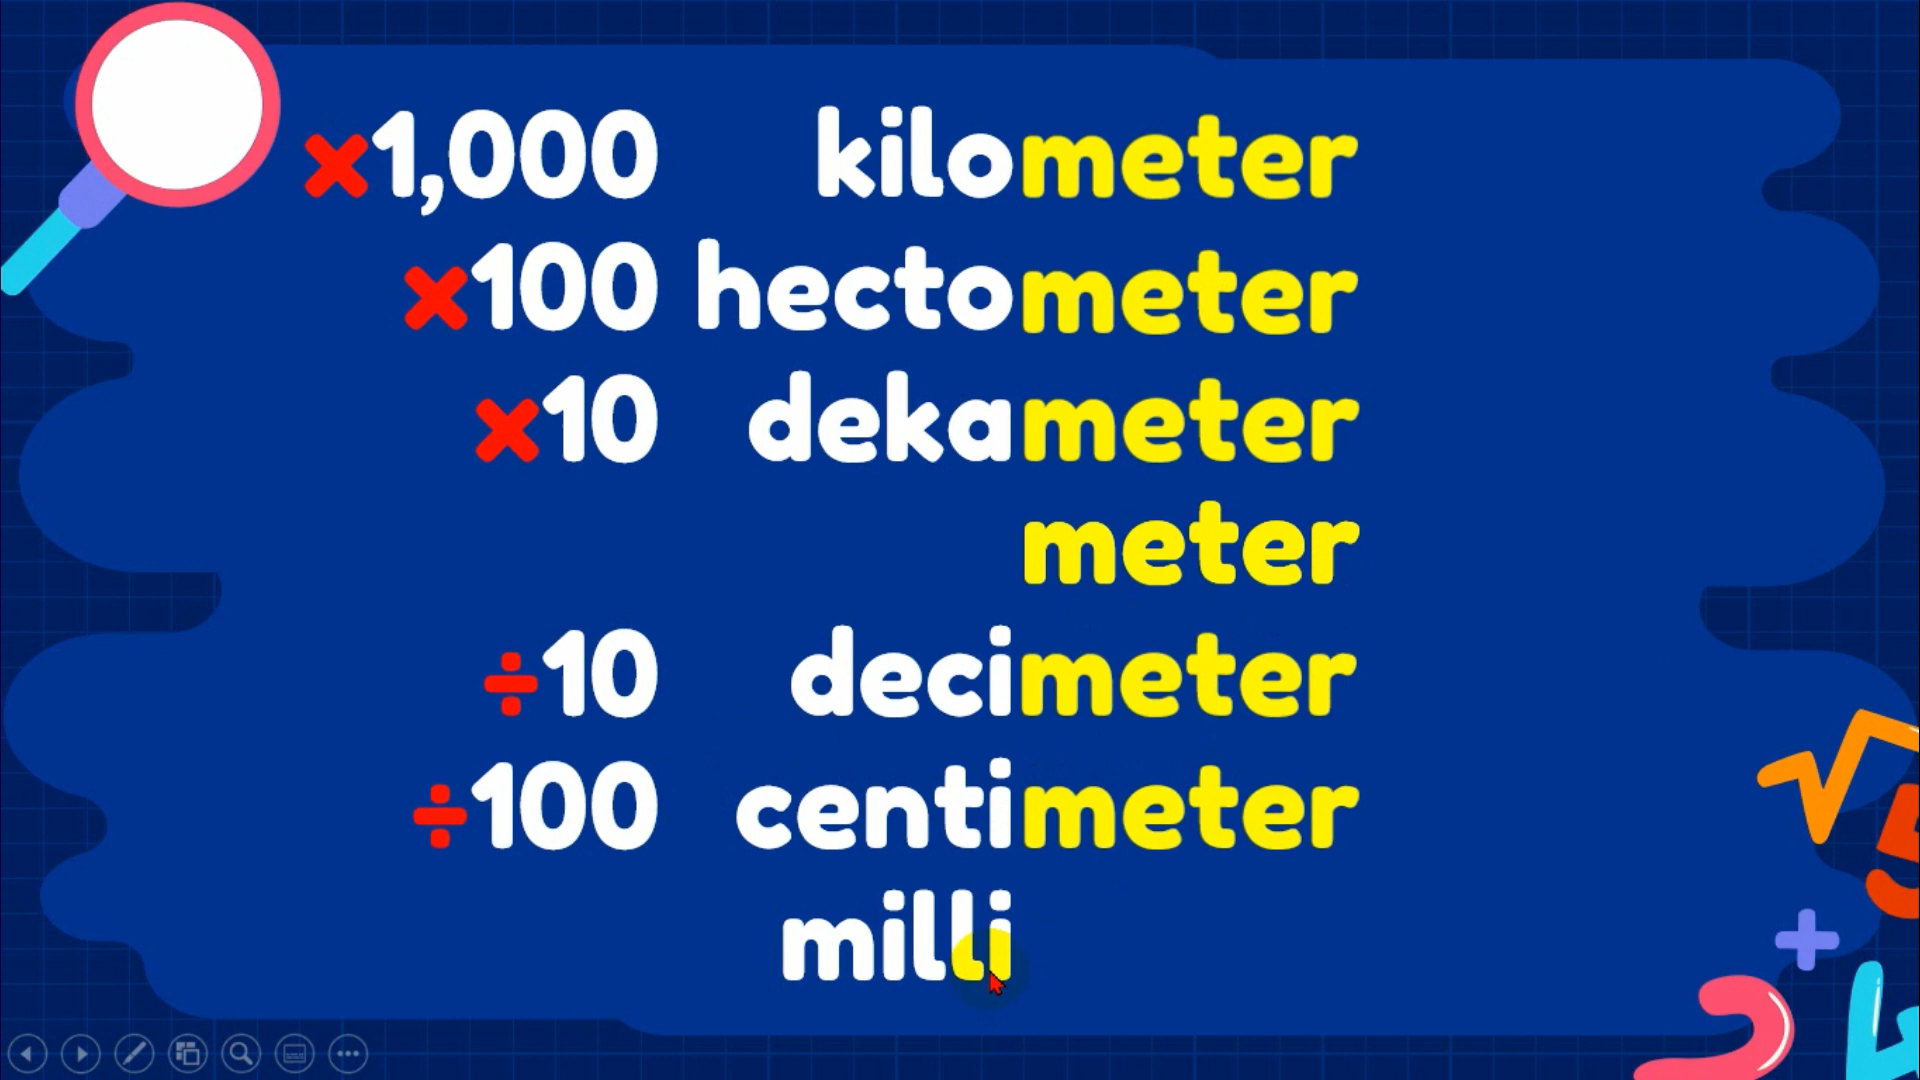 ×1,000 kilometer
×100 hectometer
×10 dekameter
meter
÷10 decimeter
÷100 centimeter
milli